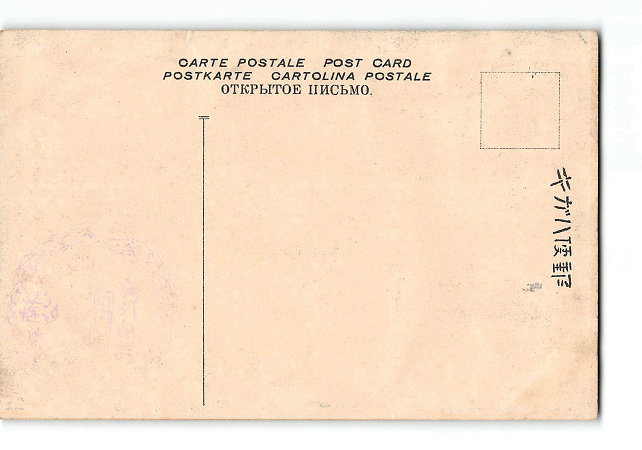 CARTE POSTALE POST CARD
POSTKARTE CARTOLINA POSTALE
ОТКРЫТОЕ ПИСЬМО.
郵便ハガキ